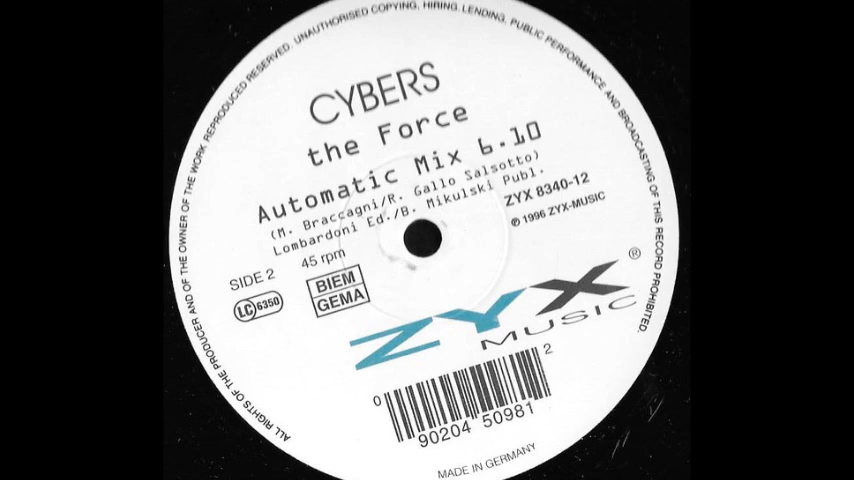 ALL RIGHTS OF THE PRODUCER AND OF THE OWNER OF THE WORK REPRODUCED RESERVED. UNAUTHORISED COPYING, HIRING, LENDING, PUBLIC PERFORMANCE AND BROADCASTING OF THIS RECORD PROHIBITED.
CYBERS
the Force
Automatic Mix 6.10
(M. Braccagni/R. Gallo Salsotto)
Lombardoni Ed./B. Mikulski Publ.
ZYX 8340-12
℗ 1996 ZYX-MUSIC
SIDE 2
45 rpm
LC 6350
BIEM
GEMA
ZYX ®
MUSIC
0 90204 50981 2
MADE IN GERMANY